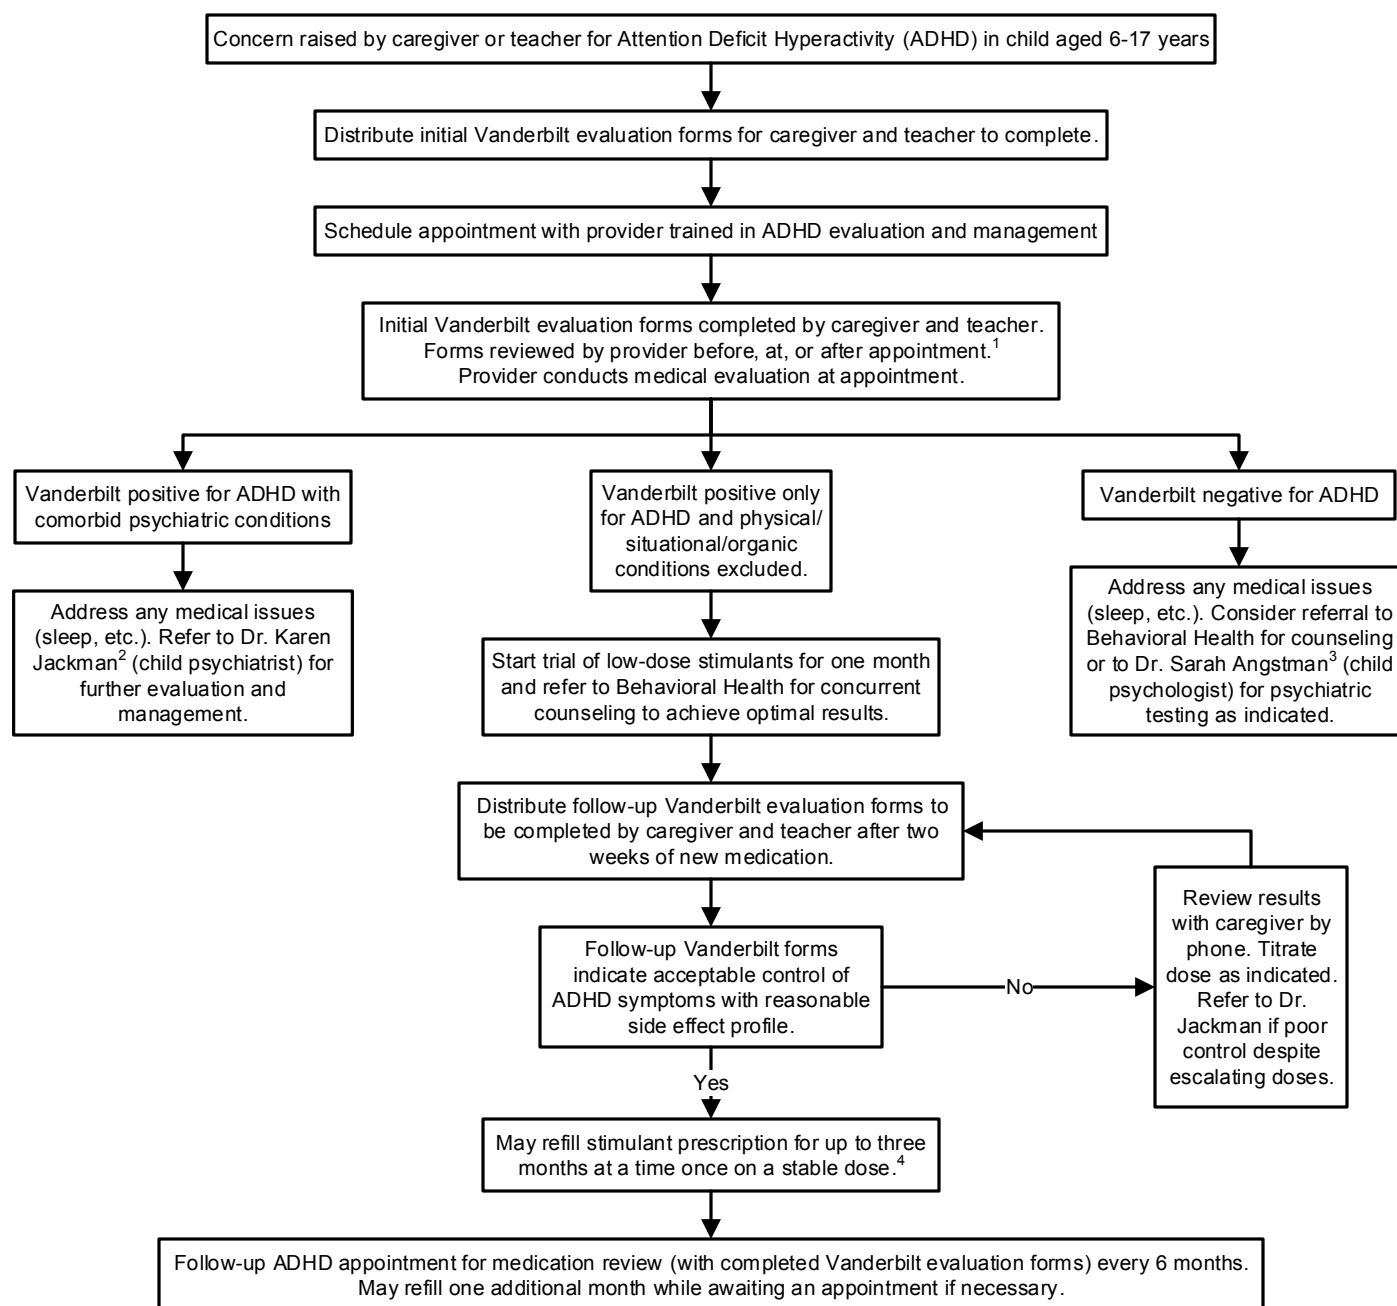 Concern raised by caregiver or teacher for Attention Deficit Hyperactivity (ADHD) in child aged 6-17 years
Distribute initial Vanderbilt evaluation forms for caregiver and teacher to complete.
Schedule appointment with provider trained in ADHD evaluation and management
Initial Vanderbilt evaluation forms completed by caregiver and teacher.
Forms reviewed by provider before, at, or after appointment.1
Provider conducts medical evaluation at appointment.
Vanderbilt positive for ADHD with
comorbid psychiatric conditions
Address any medical issues
(sleep, etc.). Refer to Dr. Karen
Jackman2 (child psychiatrist) for
further evaluation and
management.
Vanderbilt positive only
for ADHD and physical/
situational/organic
conditions excluded.
Start trial of low-dose stimulants for one month
and refer to Behavioral Health for concurrent
counseling to achieve optimal results.
Vanderbilt negative for ADHD
Address any medical issues
(sleep, etc.). Consider referral to
Behavioral Health for counseling
or to Dr. Sarah Angstman3 (child
psychologist) for psychiatric
testing as indicated.
Distribute follow-up Vanderbilt evaluation forms to
be completed by caregiver and teacher after two
weeks of new medication.
Follow-up Vanderbilt forms
indicate acceptable control of
ADHD symptoms with reasonable
side effect profile.
No
Review results
with caregiver by
phone. Titrate
dose as indicated.
Refer to Dr.
Jackman if poor
control despite
escalating doses.
Yes
May refill stimulant prescription for up to three
months at a time once on a stable dose.4
Follow-up ADHD appointment for medication review (with completed Vanderbilt evaluation forms) every 6 months.
May refill one additional month while awaiting an appointment if necessary.